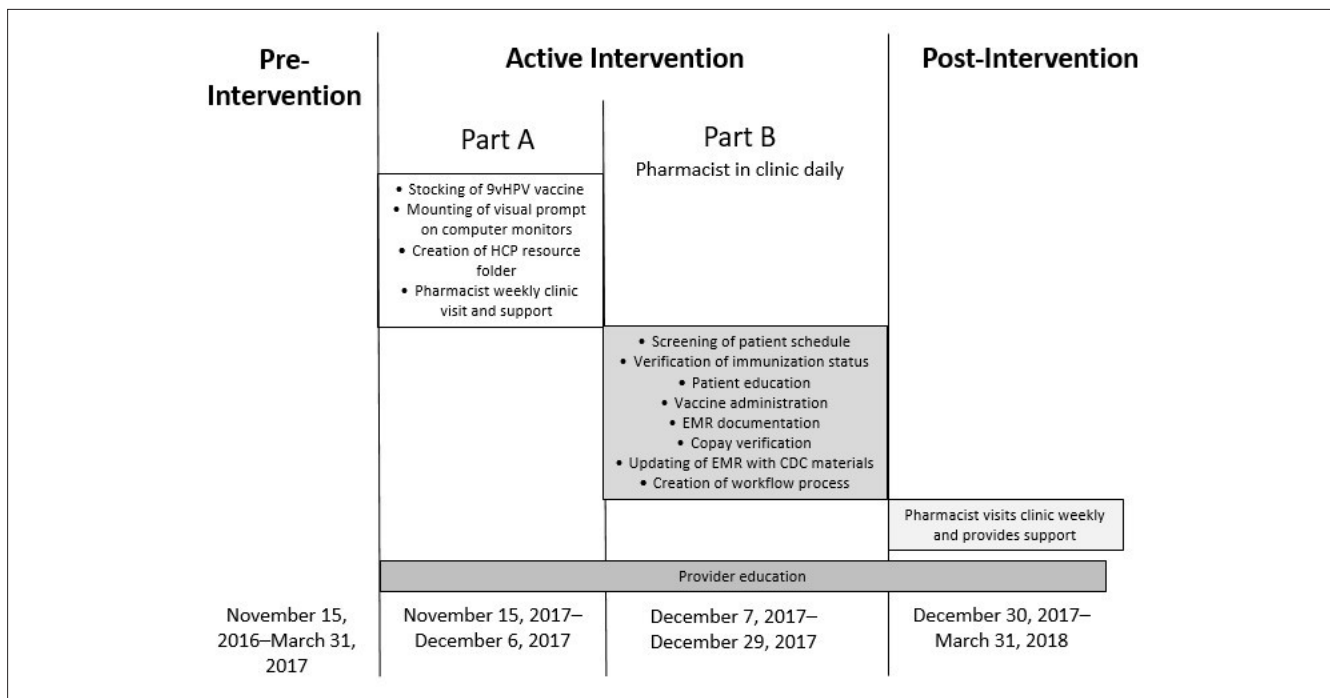 Pre-
Intervention
Active Intervention
Post-Intervention
Part A
Part B
Pharmacist in clinic daily
• Stocking of 9vHPV vaccine
• Mounting of visual prompt
on computer monitors
• Creation of HCP resource
folder
• Pharmacist weekly clinic
visit and support
• Screening of patient schedule
• Verification of immunization status
• Patient education
• Vaccine administration
• EMR documentation
• Copay verification
• Updating of EMR with CDC materials
• Creation of workflow process
Pharmacist visits clinic weekly
and provides support
Provider education
November 15,
2016–March 31,
2017
November 15, 2017–
December 6, 2017
December 7, 2017–
December 29, 2017
December 30, 2017–
March 31, 2018